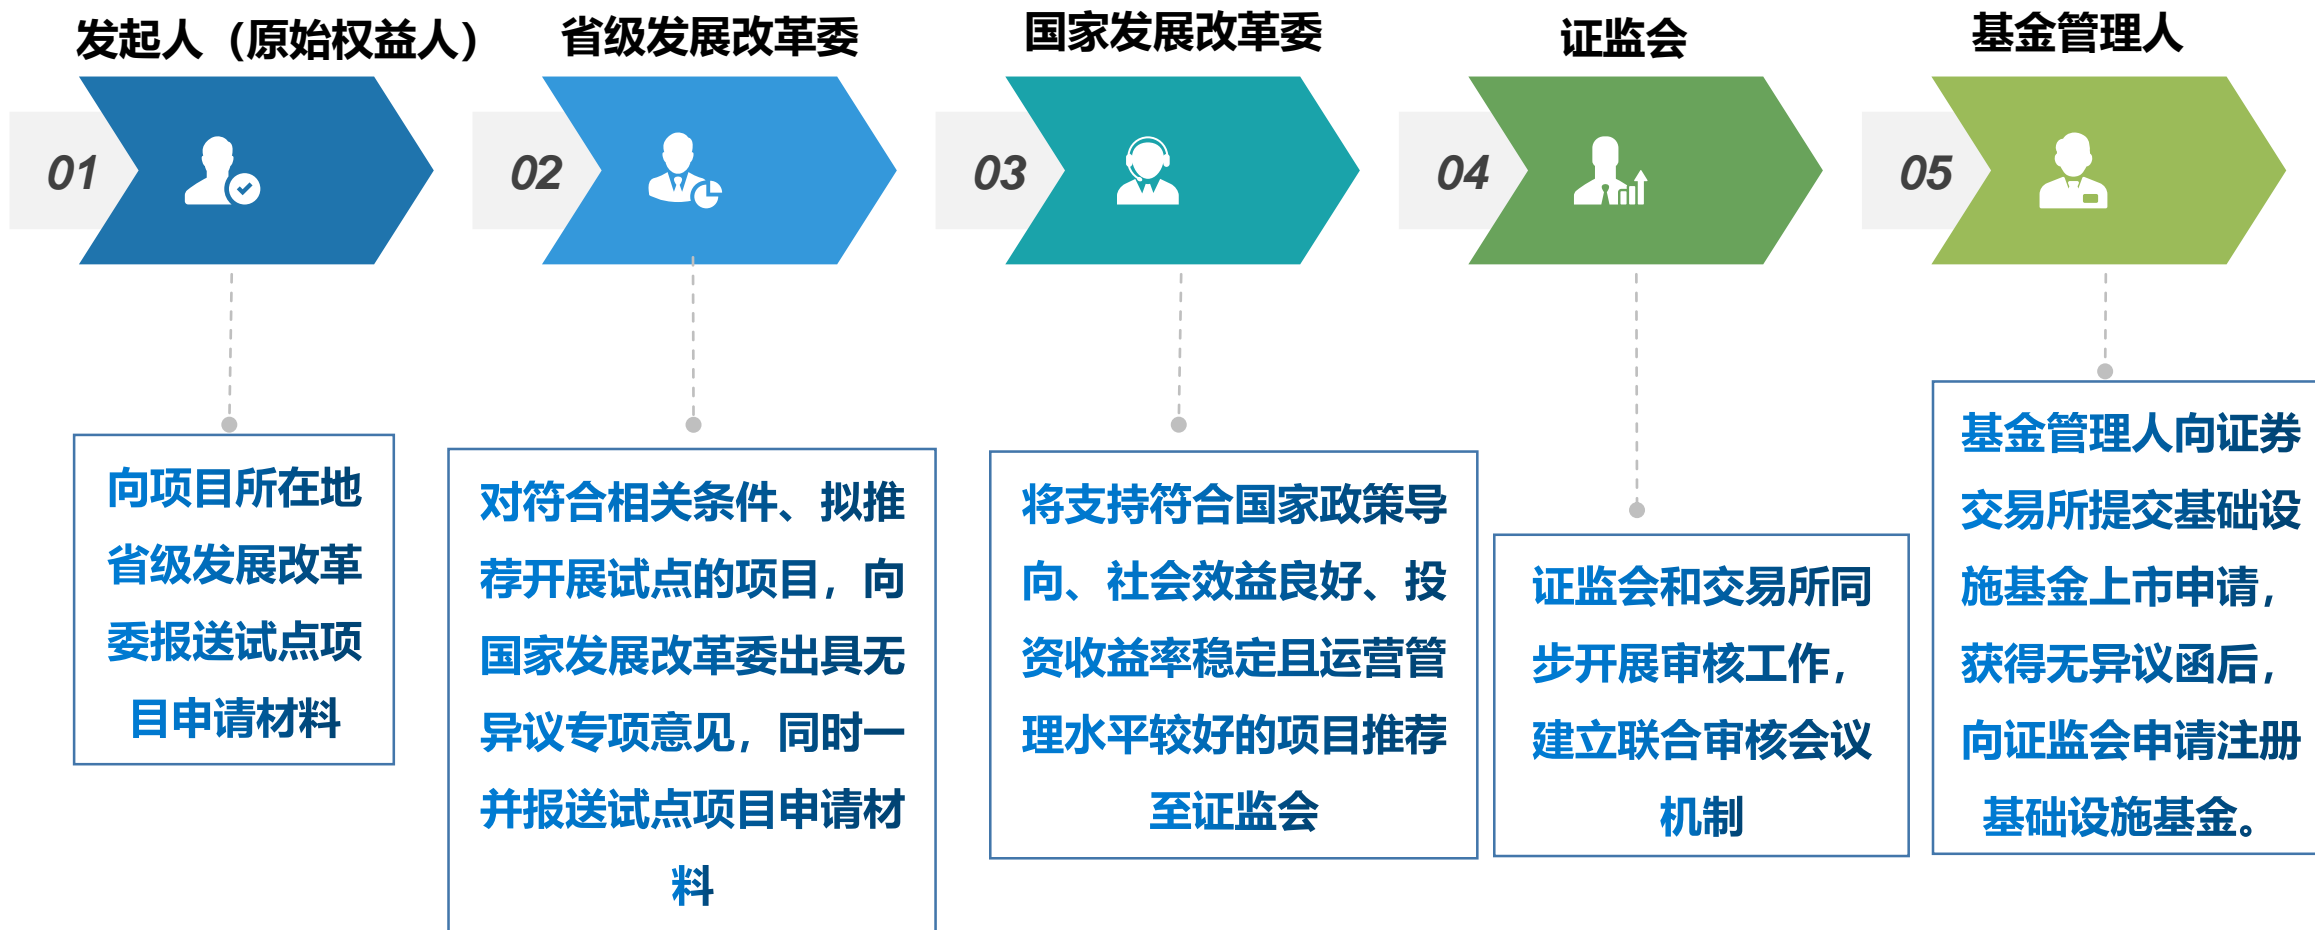 发起人（原始权益人）
01
向项目所在地
省级发展改革
委报送试点项
目申请材料
省级发展改革委
02
对符合相关条件、拟推
荐开展试点的项目，向
国家发展改革委出具无
异议专项意见，同时一
并报送试点项目申请材
料
国家发展改革委
03
将支持符合国家政策导
向、社会效益良好、投
资收益率稳定且运营管
理水平较好的项目推荐
至证监会
证监会
04
证监会和交易所同
步开展审核工作，
建立联合审核会议
机制
基金管理人
05
基金管理人向证券
交易所提交基础设
施基金上市申请，
获得无异议函后，
向证监会申请注册
基础设施基金。